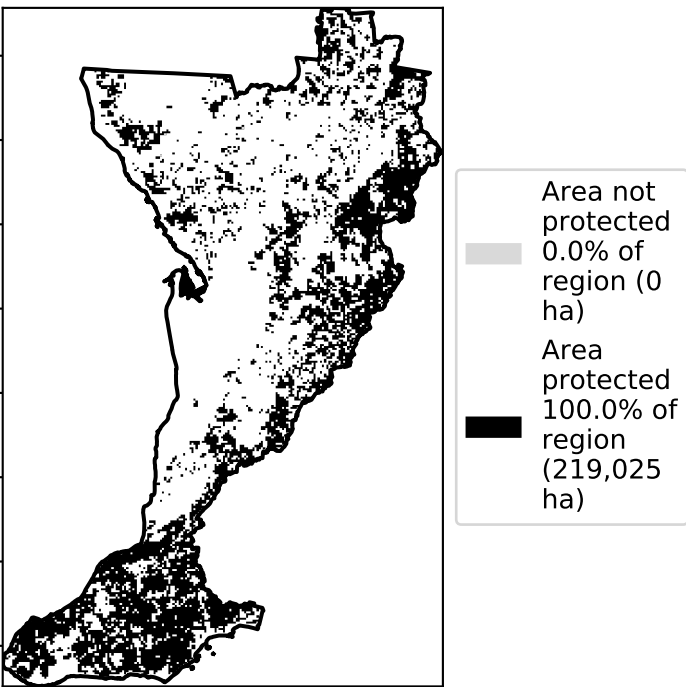 Area not
protected
0.0% of
region (0
ha)
Area
protected
100.0% of
region
(219,025
ha)